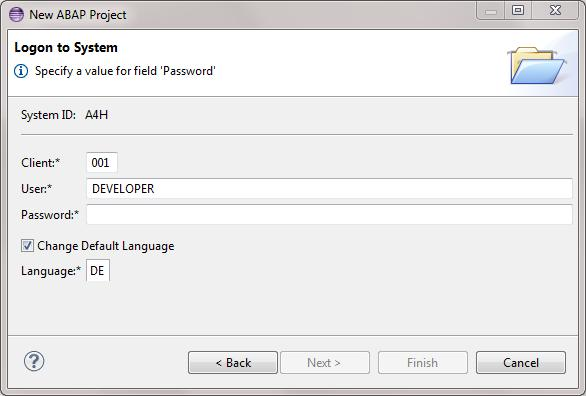 New ABAP Project
Logon to System
Specify a value for field 'Password'
System ID: A4H
Client:* 001
User:* DEVELOPER
Password:*
Change Default Language
Language:* DE
? < Back Next > Finish Cancel